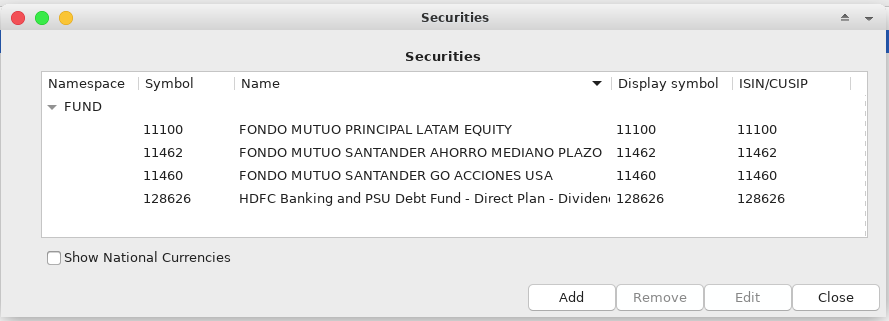 Securities
Securities
Namespace Symbol Name Display symbol ISIN/CUSIP
FUND
11100 FONDO MUTUO PRINCIPAL LATAM EQUITY 11100 11100
11462 FONDO MUTUO SANTANDER AHORRO MEDIANO PLAZO 11462 11462
11460 FONDO MUTUO SANTANDER GO ACCIONES USA 11460 11460
128626 HDFC Banking and PSU Debt Fund - Direct Plan - Dividen 128626 128626
Show National Currencies
Add Remove Edit Close